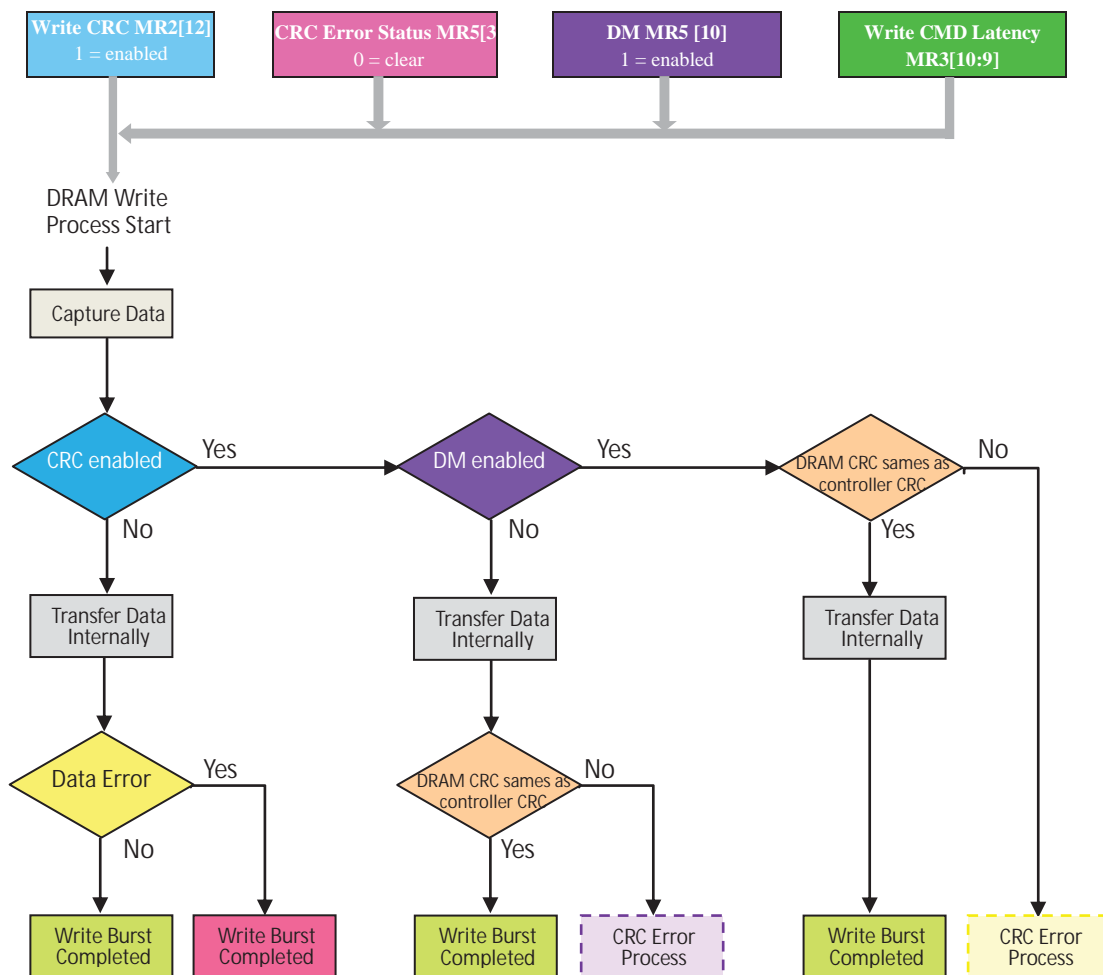 Write CRC MR2[12]
1 = enabled
CRC Error Status MR5[3
0 = clear
DM MR5 [10]
1 = enabled
Write CMD Latency
MR3[10:9]
DRAM Write
Process Start
Capture Data
CRC enabled
Yes
DM enabled
Yes
DRAM CRC sames as
controller CRC
No
No
No
Yes
Transfer Data
Internally
Transfer Data
Internally
Transfer Data
Internally
Data Error
Yes
DRAM CRC sames as
controller CRC
No
No
Yes
Write Burst
Completed
Write Burst
Completed
Write Burst
Completed
CRC Error
Process
Write Burst
Completed
CRC Error
Process